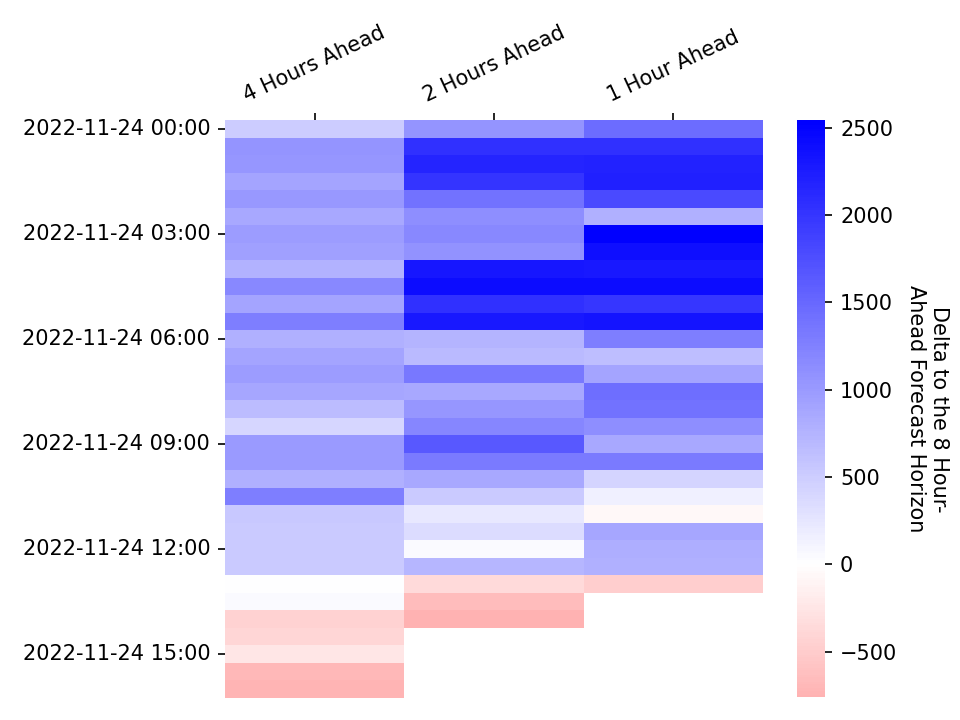 4 Hours Ahead
2 Hours Ahead
1 Hour Ahead
2022-11-24 00:00
2022-11-24 03:00
2022-11-24 06:00
2022-11-24 09:00
2022-11-24 12:00
2022-11-24 15:00
2500
2000
1500
1000
500
0
−500
Delta to the 8 Hour-
Ahead Forecast Horizon